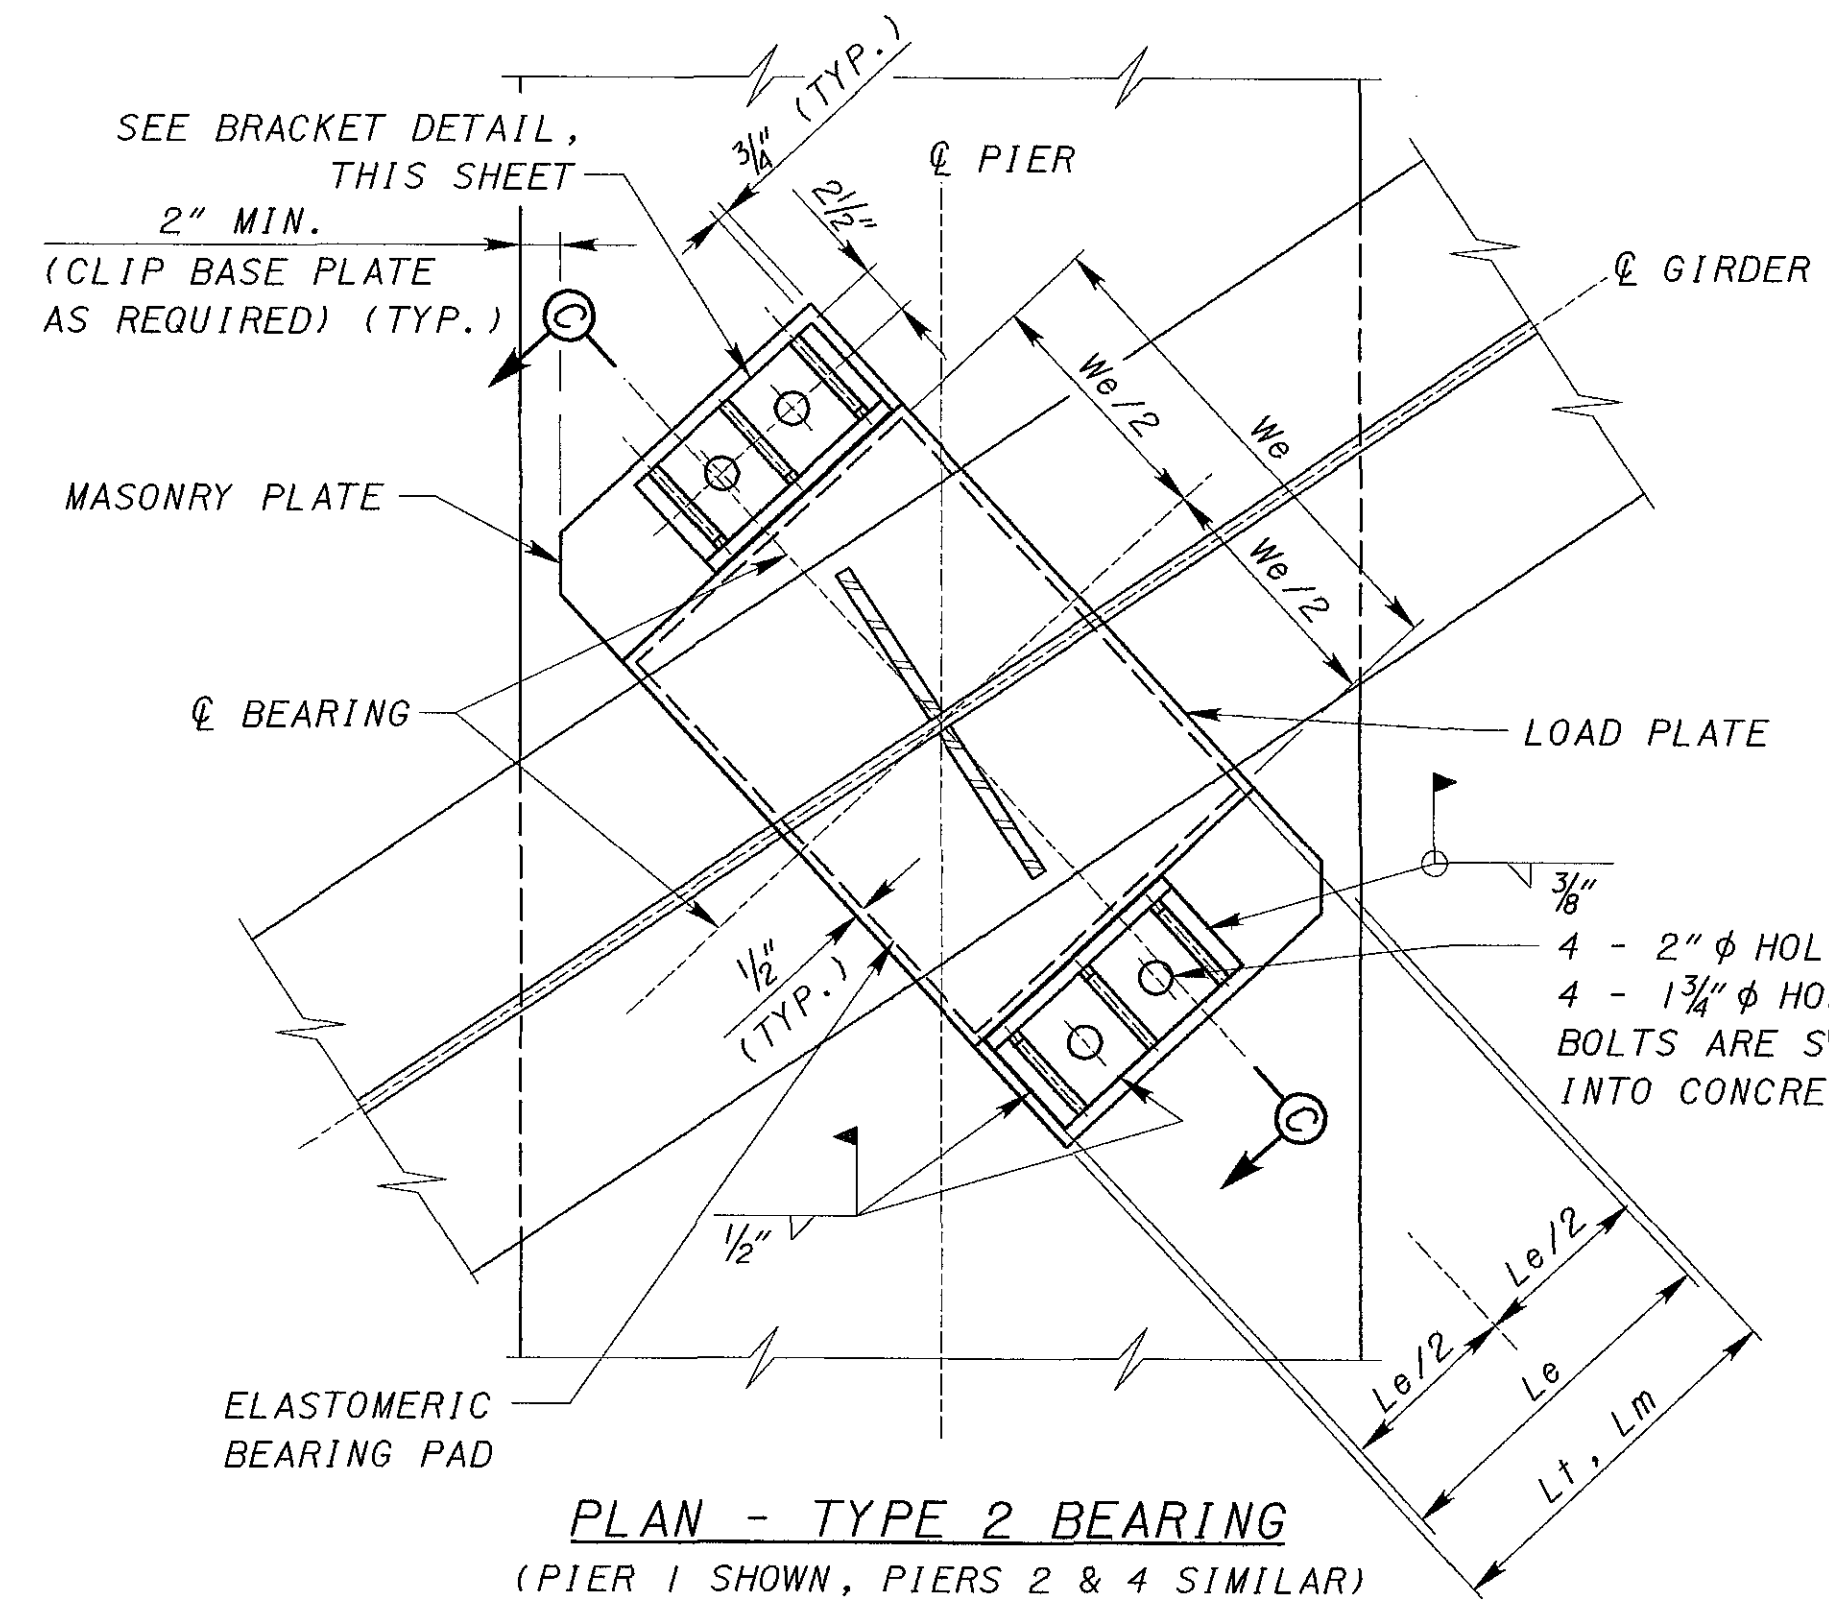 SEE BRACKET DETAIL,
THIS SHEET
2" MIN.
(CLIP BASE PLATE
AS REQUIRED) (TYP.)
3/4" (TYP.)
2 1/2"
℄ PIER
℄ GIRDER
C
We/2
We
We/2
MASONRY PLATE
℄ BEARING
LOAD PLATE
3/8"
4 - 2" φ HOL
4 - 1 3/4" φ HO
BOLTS ARE S
INTO CONCRE
1/2"
(TYP.)
C
1/2"
Le/2
Le/2
Le
Lt, Lm
ELASTOMERIC
BEARING PAD
PLAN - TYPE 2 BEARING
(PIER 1 SHOWN, PIERS 2 & 4 SIMILAR)